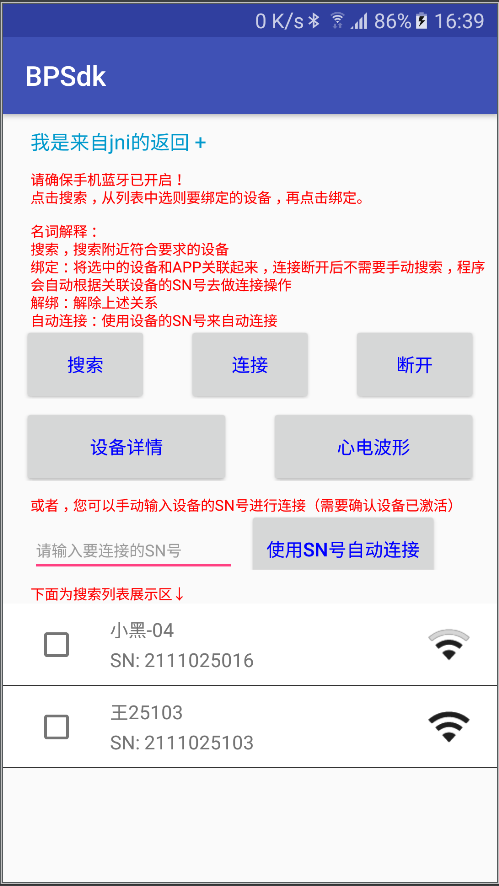 0 K/s 86% 16:39
BPSdk
我是来自jni的返回 +
请确保手机蓝牙已开启！
点击搜索，从列表中选则要绑定的设备，再点击绑定。
名词解释：
搜索，搜索附近符合要求的设备
绑定：将选中的设备和APP关联起来，连接断开后不需要手动搜索，程序
会自动根据关联设备的SN号去做连接操作
解绑：解除上述关系
自动连接：使用设备的SN号来自动连接
搜索 连接 断开
设备详情 心电波形
或者，您可以手动输入设备的SN号进行连接（需要确认设备已激活）
请输入要连接的SN号 使用SN号自动连接
下面为搜索列表展示区↓
小黑-04
SN: 2111025016
王25103
SN: 2111025103